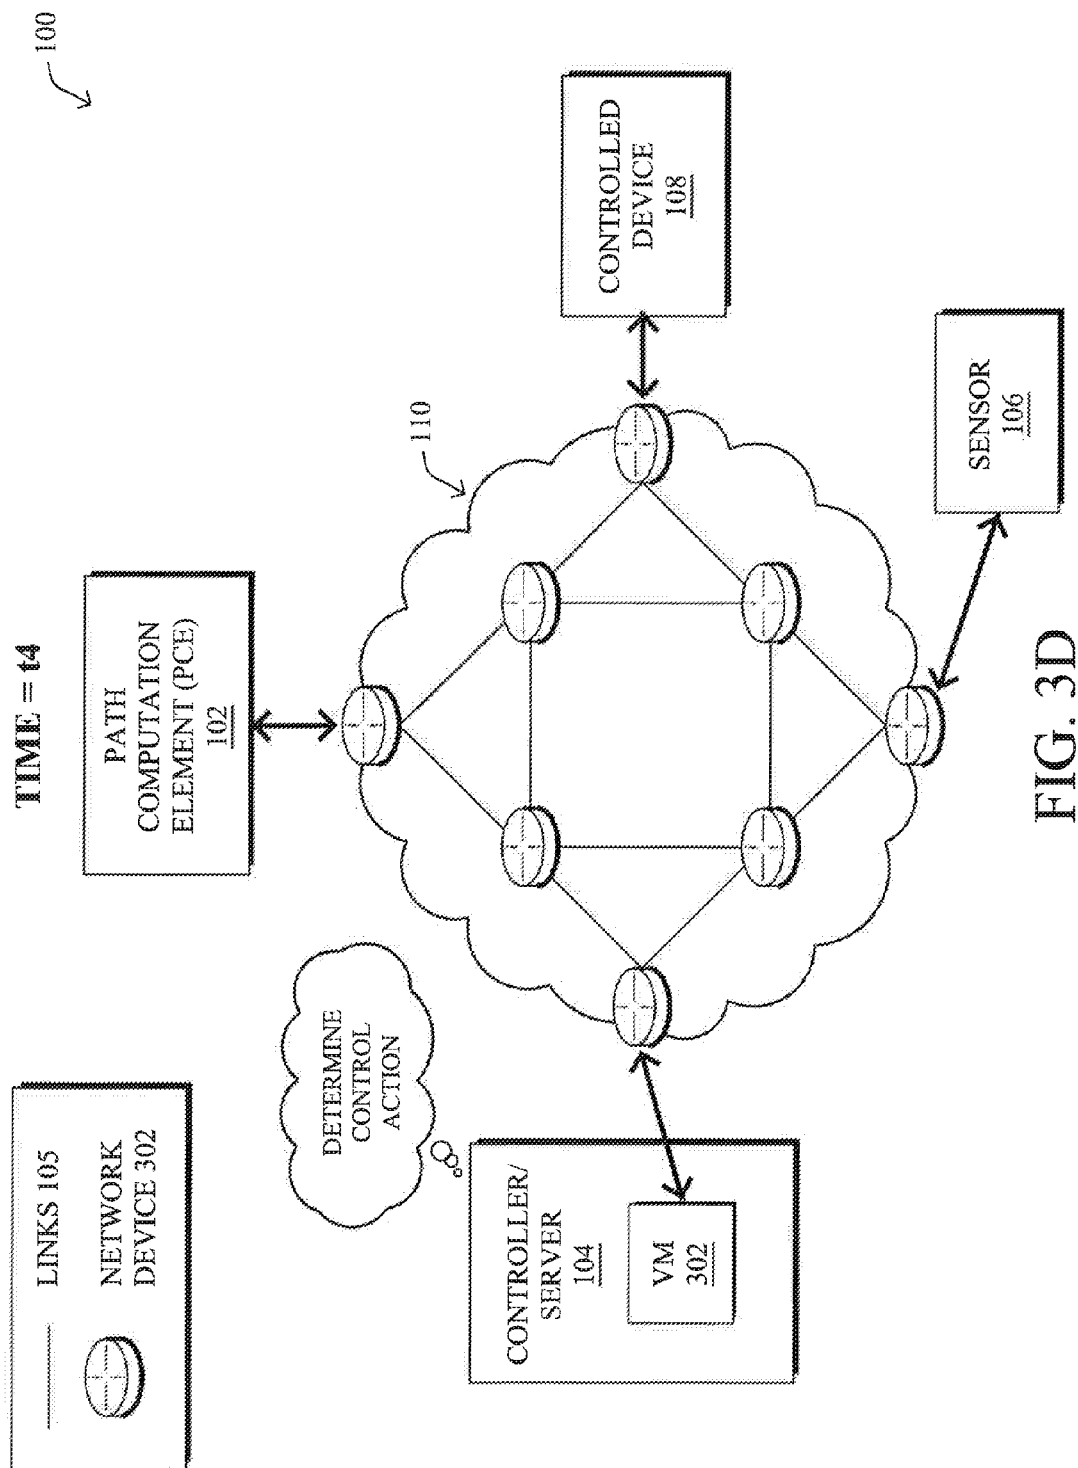 100
TIME = t4
LINKS 105
NETWORK
DEVICE 302
PATH
COMPUTATION
ELEMENT (PCE)
102
DETERMINE
CONTROL
ACTION
110
CONTROLLER/
SERVER
104
VM
302
CONTROLLED
DEVICE
108
SENSOR
106
FIG. 3D